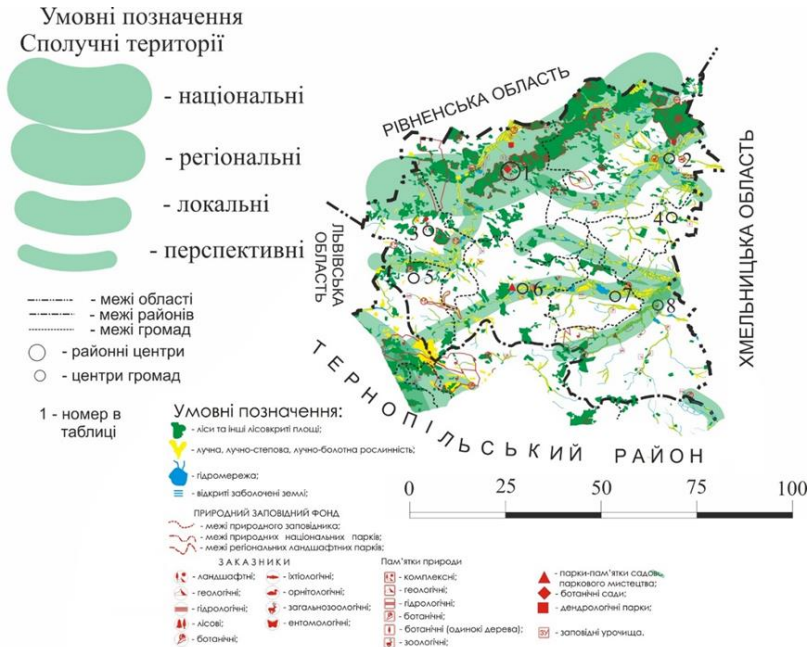 Умовні позначення
Сполучні території
- національні
- регіональні
- локальні
- перспективні
- межі області
- межі районів
- межі громад
- районні центри
- центри громад
1 - номер в
таблиці
РІВНЕНСЬКА ОБЛАСТЬ
ХМЕЛЬНИЦЬКА ОБЛАСТЬ
ЛЬВІВСЬКА
ОБЛАСТЬ
ТЕРНОПІЛЬСЬКИЙ РАЙОН
1
2
3
4
5
6
7
8
0 25 50 75 100
Умовні позначення:
- ліси та інші лісовкриті площі;
- лучна, лучно-степова, лучно-болотна рослинність;
- гідромережа;
- відкриті заболочені землі;
ПРИРОДНИЙ ЗАПОВІДНИЙ ФОНД
- межі природного заповідника;
- межі природних національних парків;
- межі регіональних ландшафтних парків;
ЗАКАЗНИКИ
- ландшафтні;
- геологічні;
- гідрологічні;
- лісові;
- ботанічні;
- іхтіологічні;
- орнітологічні;
- загальнозоологічні;
- ентомологічні;
Пам'ятки природи
- комплексні;
- геологічні;
- гідрологічні;
- ботанічні;
- ботанічні (одинокі дерева);
- зоологічні;
- парки-пам'ятки садово
паркового мистецтва;
- ботанічні сади;
- дендрологічні парки;
ЗУ - заповідні урочища.